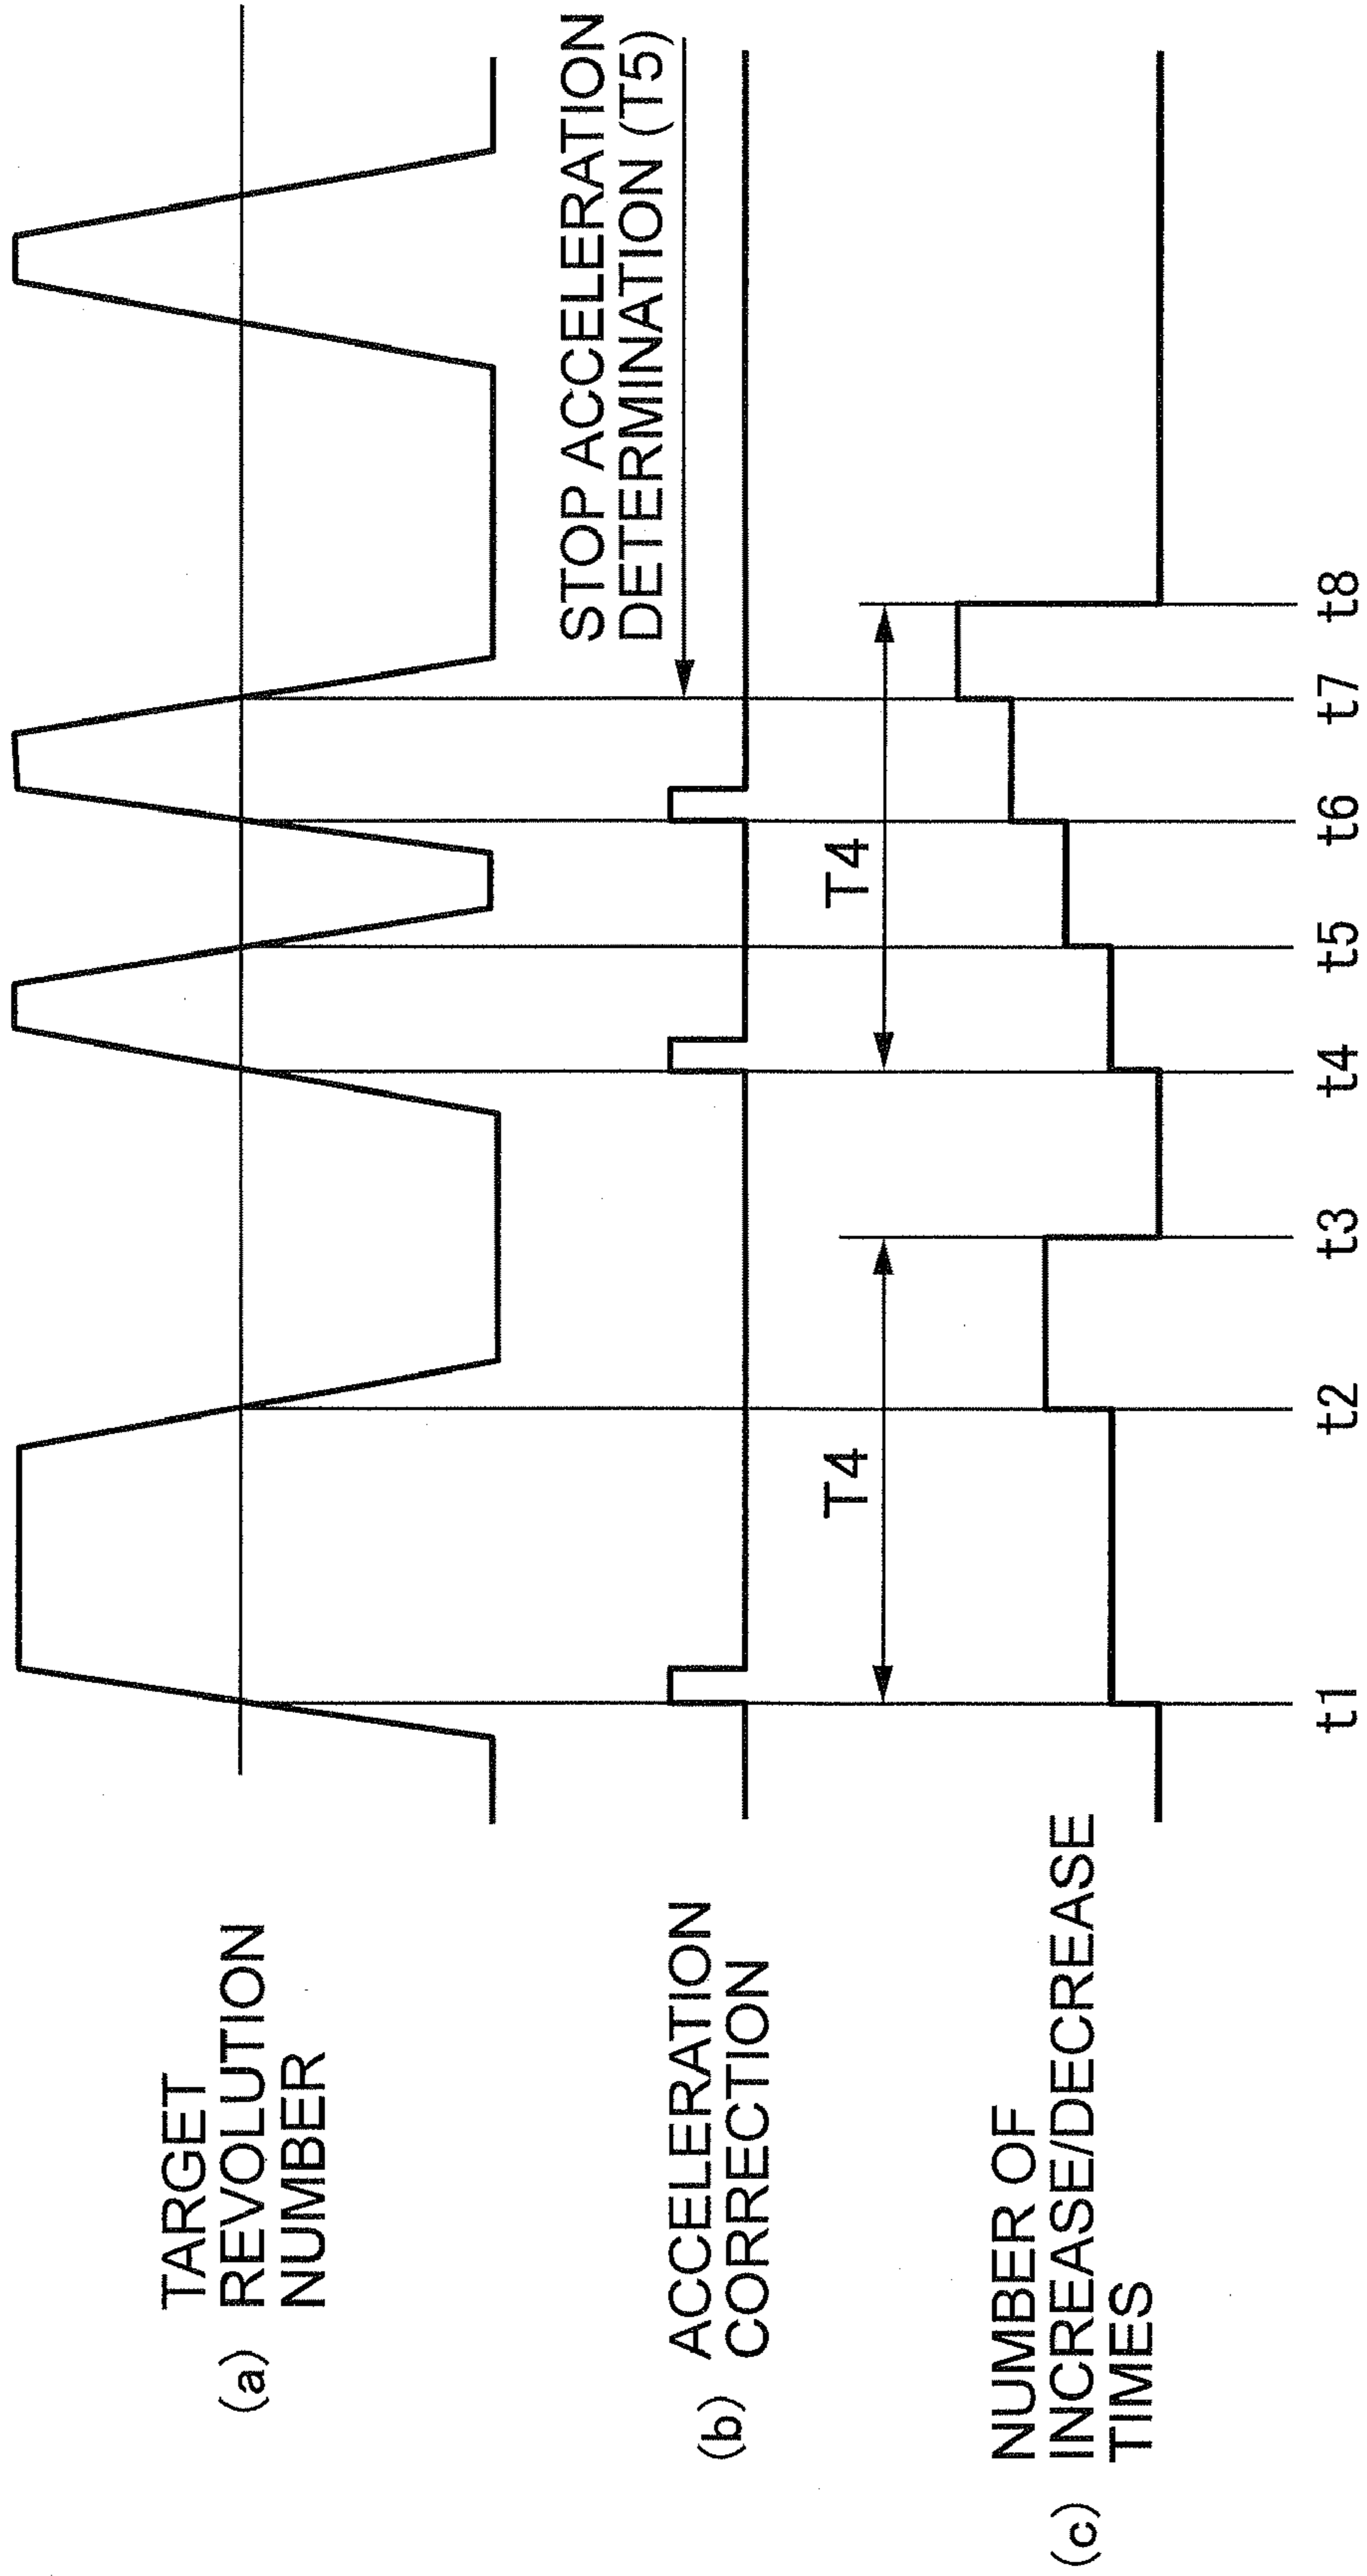 TARGET
(a) REVOLUTION
NUMBER
STOP ACCELERATION
DETERMINATION (T5)
(b) ACCELERATION
CORRECTION
T4
T4
NUMBER OF
(c) INCREASE/DECREASE
TIMES
t1 t2 t3 t4 t5 t6 t7 t8